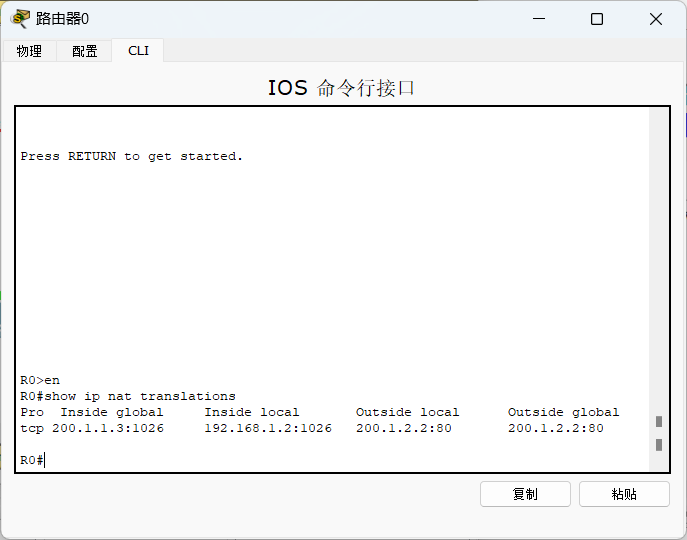 路由器0
物理 配置 CLI
IOS 命令行接口
Press RETURN to get started.
R0>en
R0#show ip nat translations
Pro  Inside global     Inside local       Outside local      Outside global
tcp 200.1.1.3:1026     192.168.1.2:1026   200.1.2.2:80       200.1.2.2:80
R0#
复制 粘贴